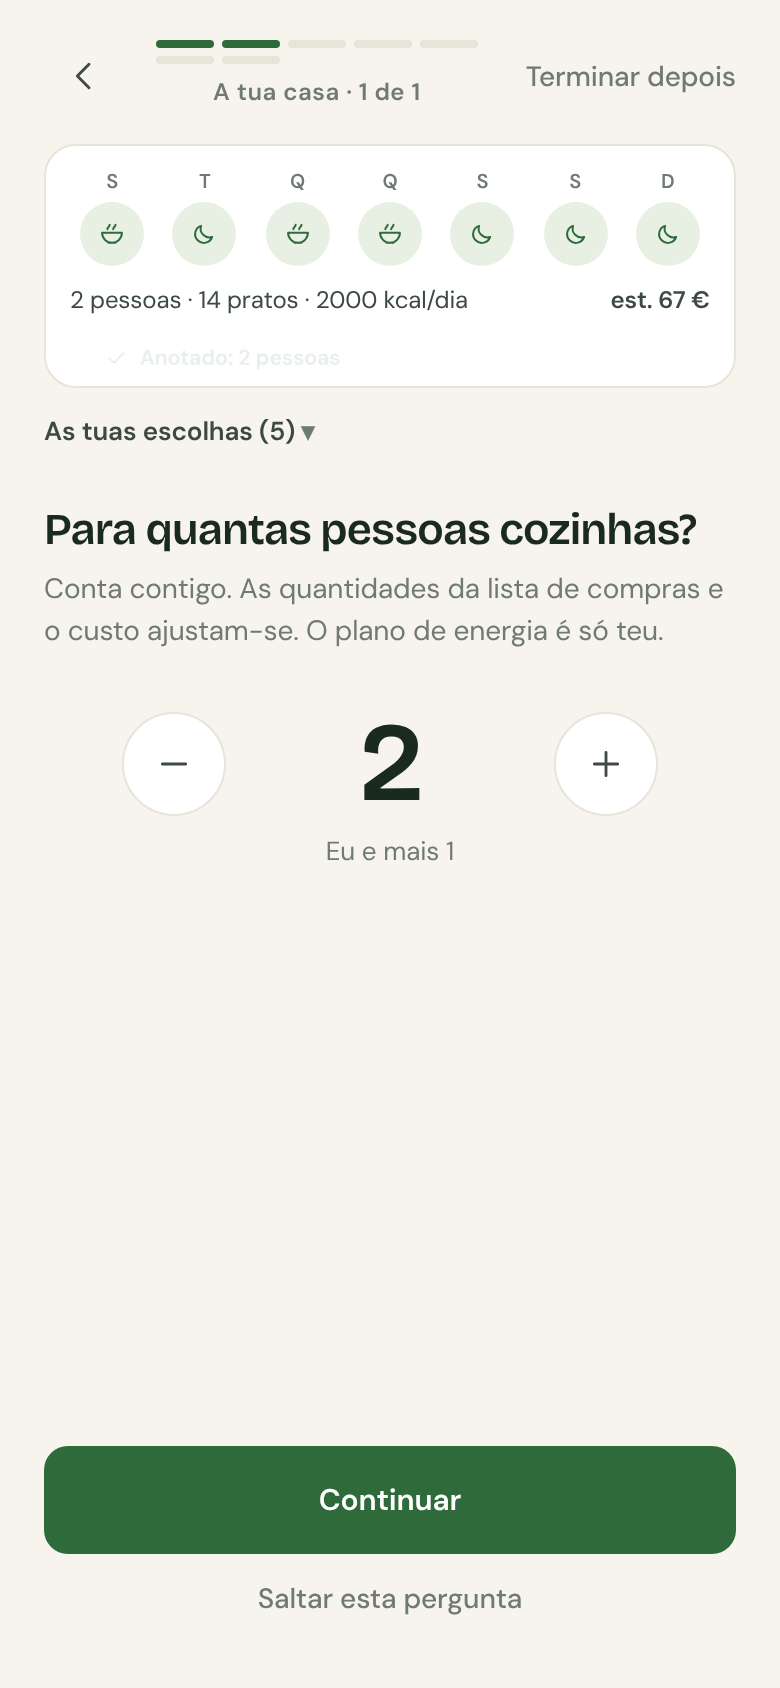 A tua casa · 1 de 1
Terminar depois
S T Q Q S S D
2 pessoas · 14 pratos · 2000 kcal/dia est. 67 €
Anotado: 2 pessoas
As tuas escolhas (5) ▾
Para quantas pessoas cozinhas?
Conta contigo. As quantidades da lista de compras e
o custo ajustam-se. O plano de energia é só teu.
2
Eu e mais 1
Continuar
Saltar esta pergunta